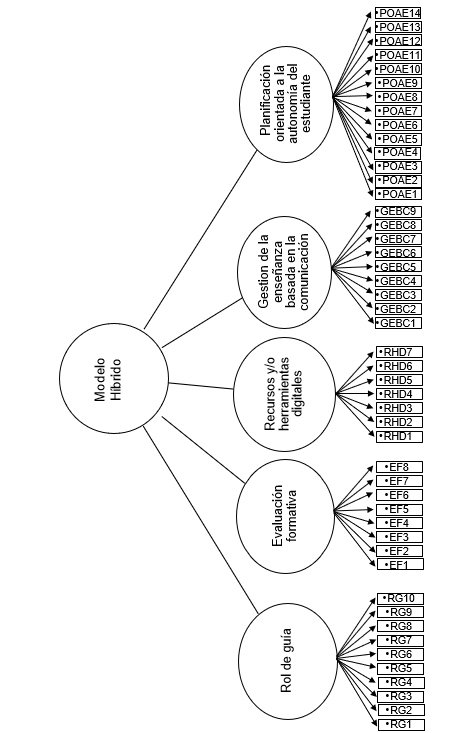 Modelo
Híbrido
Planificación
orientada a la
autonomia del
estudiante
•POAE14
•POAE13
•POAE12
•POAE11
•POAE10
•POAE9
•POAE8
•POAE7
•POAE6
•POAE5
•POAE4
•POAE3
•POAE2
•POAE1
Gestion de la
enseñanza
basada en la
comunicación
•GEBC9
•GEBC8
•GEBC7
•GEBC6
•GEBC5
•GEBC4
•GEBC3
•GEBC2
•GEBC1
Recursos y/o
herramientas
digitales
•RHD7
•RHD6
•RHD5
•RHD4
•RHD3
•RHD2
•RHD1
Evaluación
formativa
•EF8
•EF7
•EF6
•EF5
•EF4
•EF3
•EF2
•EF1
Rol de guía
•RG10
•RG9
•RG8
•RG7
•RG6
•RG5
•RG4
•RG3
•RG2
•RG1